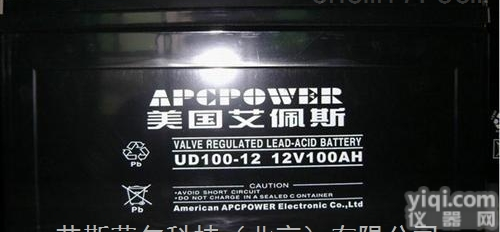 APCPOWER
美国艾佩斯
VALVE REGULATED LEAD-ACID BATTERY
UD100-12 12V100AH
Pb
Pb
CAUTION
•AVOID SHORT CIRCUIT
•DO NOT CHARGE IN A SEALED CONTAINER
American APCPOWER Electronic Co.,Ltd
yiqi.com
仪器网